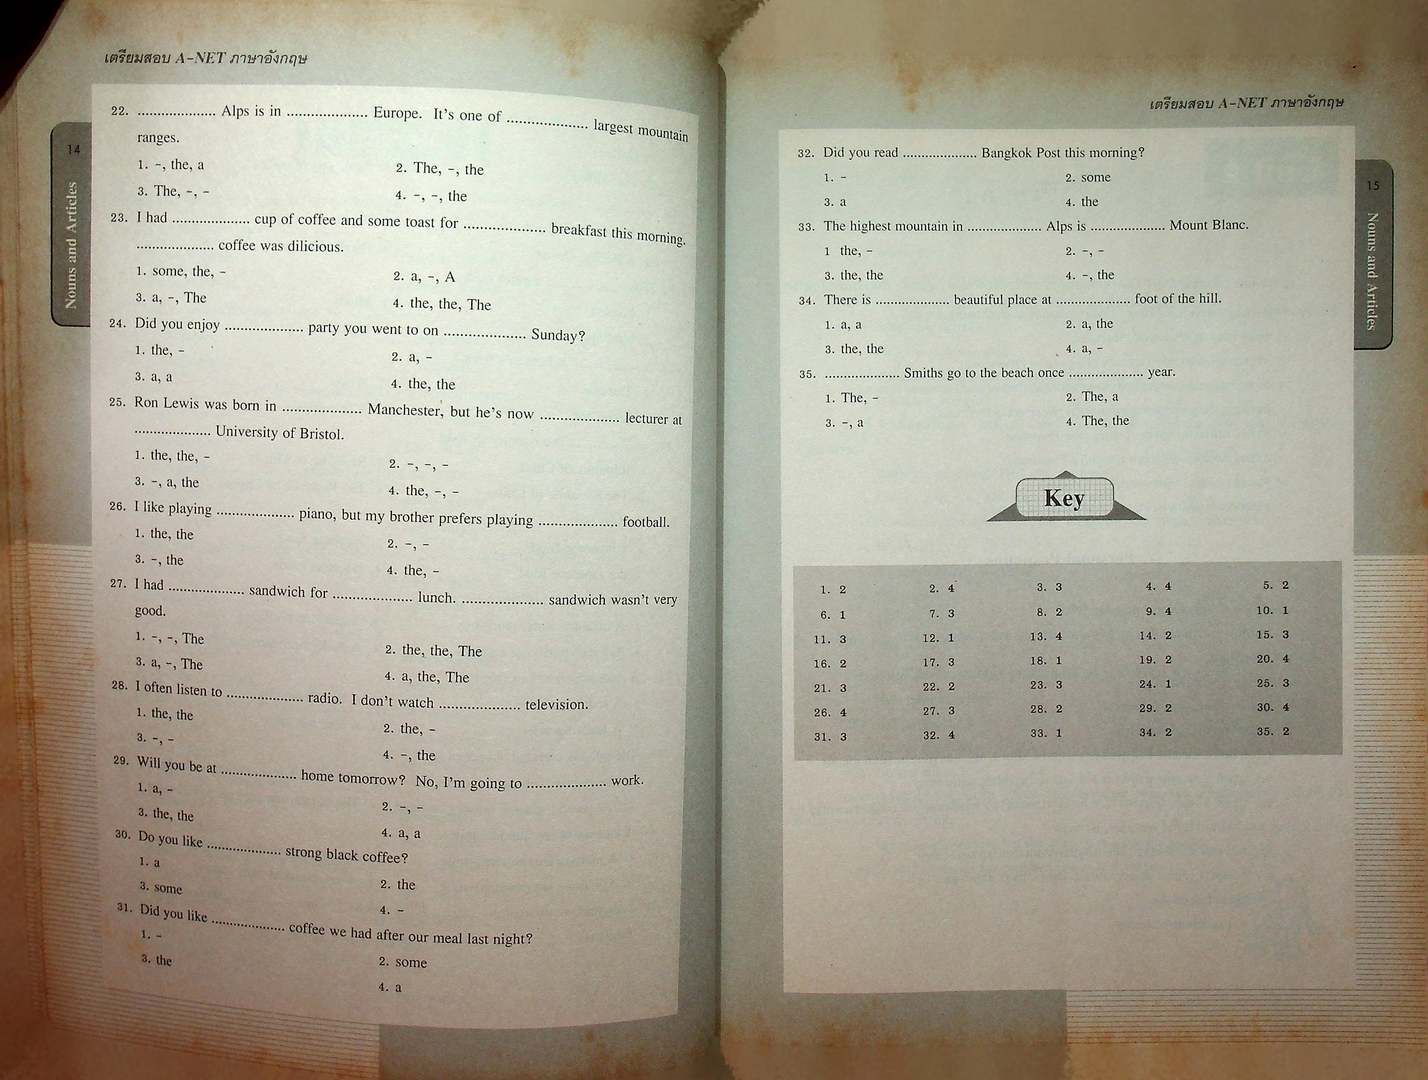 เตรียมสอบ A-NET ภาษาอังกฤษ
14
Nouns and Articles
22. .................... Alps is in .................... Europe. It's one of .................... largest mountain
ranges.
1. -, the, a
2. The, -, the
3. The, -, -
4. -, -, the
23. I had .................... cup of coffee and some toast for .................... breakfast this morning.
.................... coffee was dilicious.
1. some, the, -
2. a, -, A
3. a, -, The
4. the, the, The
24. Did you enjoy .................... party you went to on .................... Sunday?
1. the, -
2. a, -
3. a, a
4. the, the
25. Ron Lewis was born in .................... Manchester, but he's now .................... lecturer at
.................... University of Bristol.
1. the, the, -
2. -, -, -
3. -, a, the
4. the, -, -
26. I like playing .................... piano, but my brother prefers playing .................... football.
1. the, the
2. -, -
3. -, the
4. the, -
27. I had .................... sandwich for .................... lunch. .................... sandwich wasn't very
good.
1. -, -, The
2. the, the, The
3. a, -, The
4. a, the, The
28. I often listen to .................... radio. I don't watch .................... television.
1. the, the
2. the, -
3. -, -
4. -, the
29. Will you be at .................... home tomorrow? No, I'm going to .................... work.
1. a, -
2. -, -
3. the, the
4. a, a
30. Do you like .................... strong black coffee?
1. a
2. the
3. some
4. -
31. Did you like .................... coffee we had after our meal last night?
1. -
2. some
3. the
4. a
เตรียมสอบ A-NET ภาษาอังกฤษ
15
Nouns and Articles
32. Did you read .................... Bangkok Post this morning?
1. -
2. some
3. a
4. the
33. The highest mountain in .................... Alps is .................... Mount Blanc.
1 the, -
2. -, -
3. the, the
4. -, the
34. There is .................... beautiful place at .................... foot of the hill.
1. a, a
2. a, the
3. the, the
4. a, -
35. .................... Smiths go to the beach once .................... year.
1. The, -
2. The, a
3. -, a
4. The, the
Key
1. 2 2. 4 3. 3 4. 4 5. 2
6. 1 7. 3 8. 2 9. 4 10. 1
11. 3 12. 1 13. 4 14. 2 15. 3
16. 2 17. 3 18. 1 19. 2 20. 4
21. 3 22. 2 23. 3 24. 1 25. 3
26. 4 27. 3 28. 2 29. 2 30. 4
31. 3 32. 4 33. 1 34. 2 35. 2